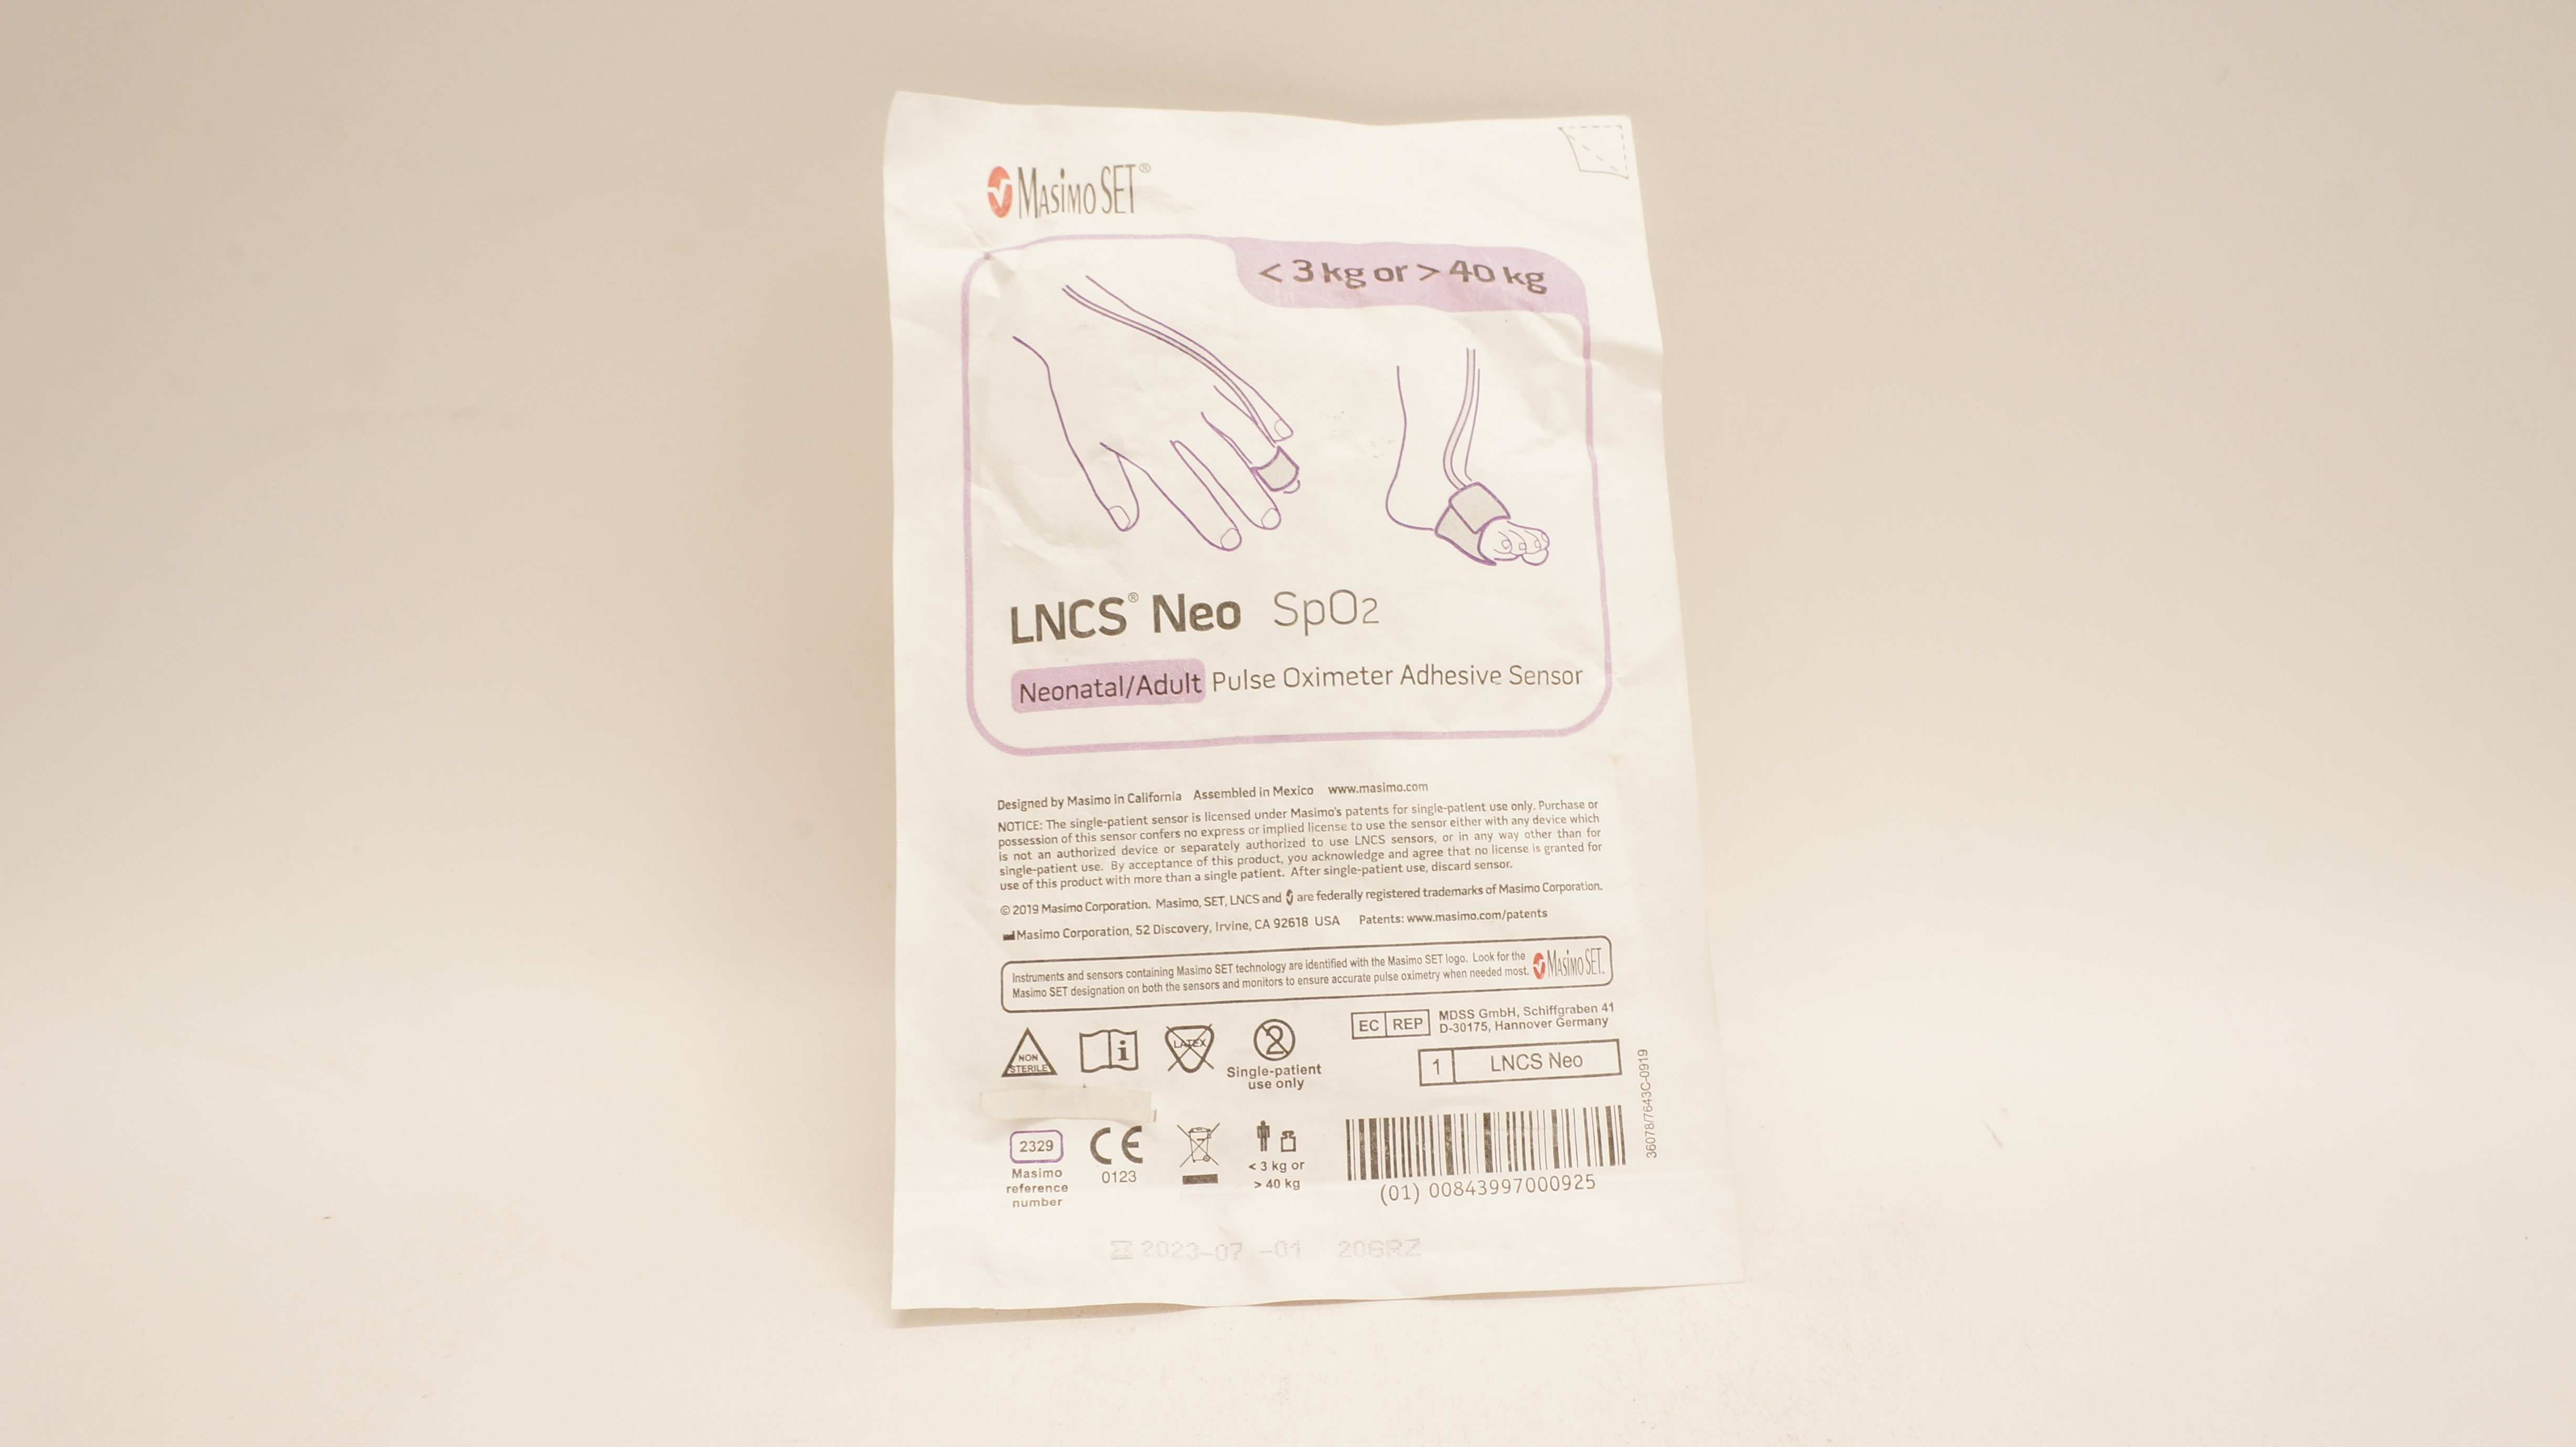 MASiMO SET®
< 3 kg or > 40 kg
LNCS® Neo SpO2
Neonatal/Adult Pulse Oximeter Adhesive Sensor
Designed by Masimo in California Assembled in Mexico www.masimo.com
NOTICE: The single-patient sensor is licensed under Masimo's patents for single-patient use only. Purchase or
possession of this sensor confers no express or implied license to use the sensor either with any device which
is not an authorized device or separately authorized to use LNCS sensors, or in any way other than for
single-patient use. By acceptance of this product, you acknowledge and agree that no license is granted for
use of this product with more than a single patient. After single-patient use, discard sensor.
© 2019 Masimo Corporation. Masimo, SET, LNCS and are federally registered trademarks of Masimo Corporation.
Masimo Corporation, 52 Discovery, Irvine, CA 92618 USA Patents: www.masimo.com/patents
Instruments and sensors containing Masimo SET technology are identified with the Masimo SET logo. Look for the
Masimo SET designation on both the sensors and monitors to ensure accurate pulse oximetry when needed most.
MASiMO SET.
EC REP
MDSS GmbH, Schiffgraben 41
D-30175, Hannover Germany
NON
STERILE
i
LATEX
2
Single-patient
use only
1 LNCS Neo
36078/7643C-0919
2329
Masimo
reference
number
CE
0123
< 3 kg or
> 40 kg
(01) 00843997000925
2023-07 -01 20GRZ